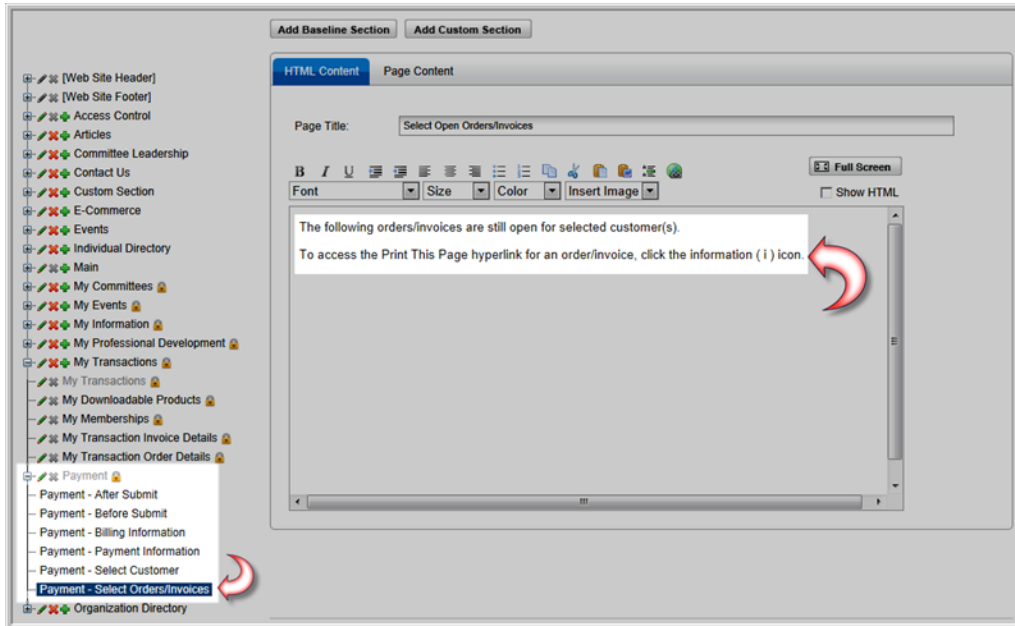 Add Baseline Section
Add Custom Section
[Web Site Header]
[Web Site Footer]
Access Control
Articles
Committee Leadership
Contact Us
Custom Section
E-Commerce
Events
Individual Directory
Main
My Committees
My Events
My Information
My Professional Development
My Transactions
My Transactions
My Downloadable Products
My Memberships
My Transaction Invoice Details
My Transaction Order Details
Payment
Payment - After Submit
Payment - Before Submit
Payment - Billing Information
Payment - Payment Information
Payment - Select Customer
Payment - Select Orders/Invoices
Organization Directory
HTML Content
Page Content
Page Title:
Select Open Orders/Invoices
B I U
Full Screen
Font
Size
Color
Insert Image
Show HTML
The following orders/invoices are still open for selected customer(s).
To access the Print This Page hyperlink for an order/invoice, click the information ( i ) icon.